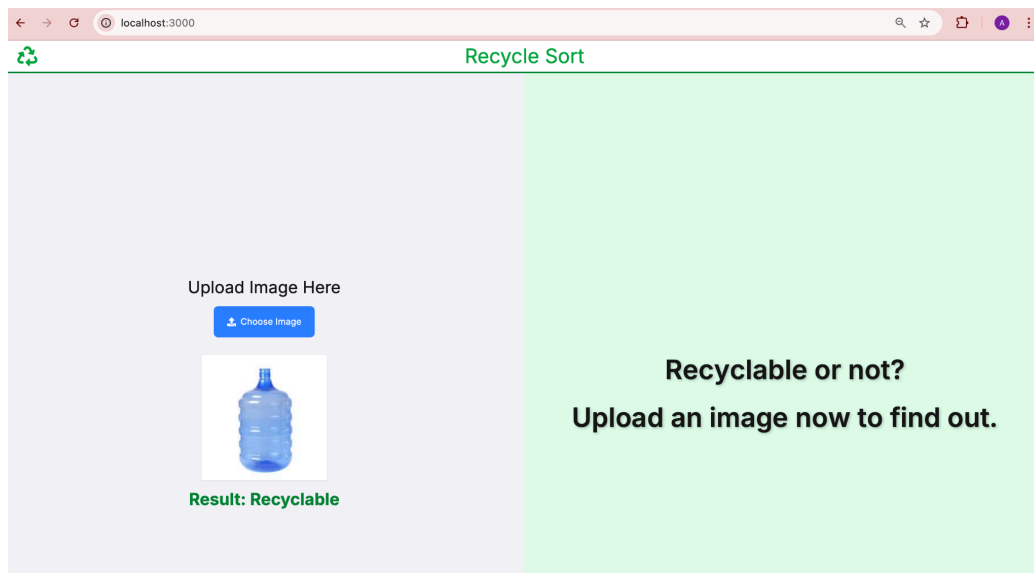 localhost:3000
A
Recycle Sort
Upload Image Here
Choose Image
Result: Recyclable
Recyclable or not?
Upload an image now to find out.